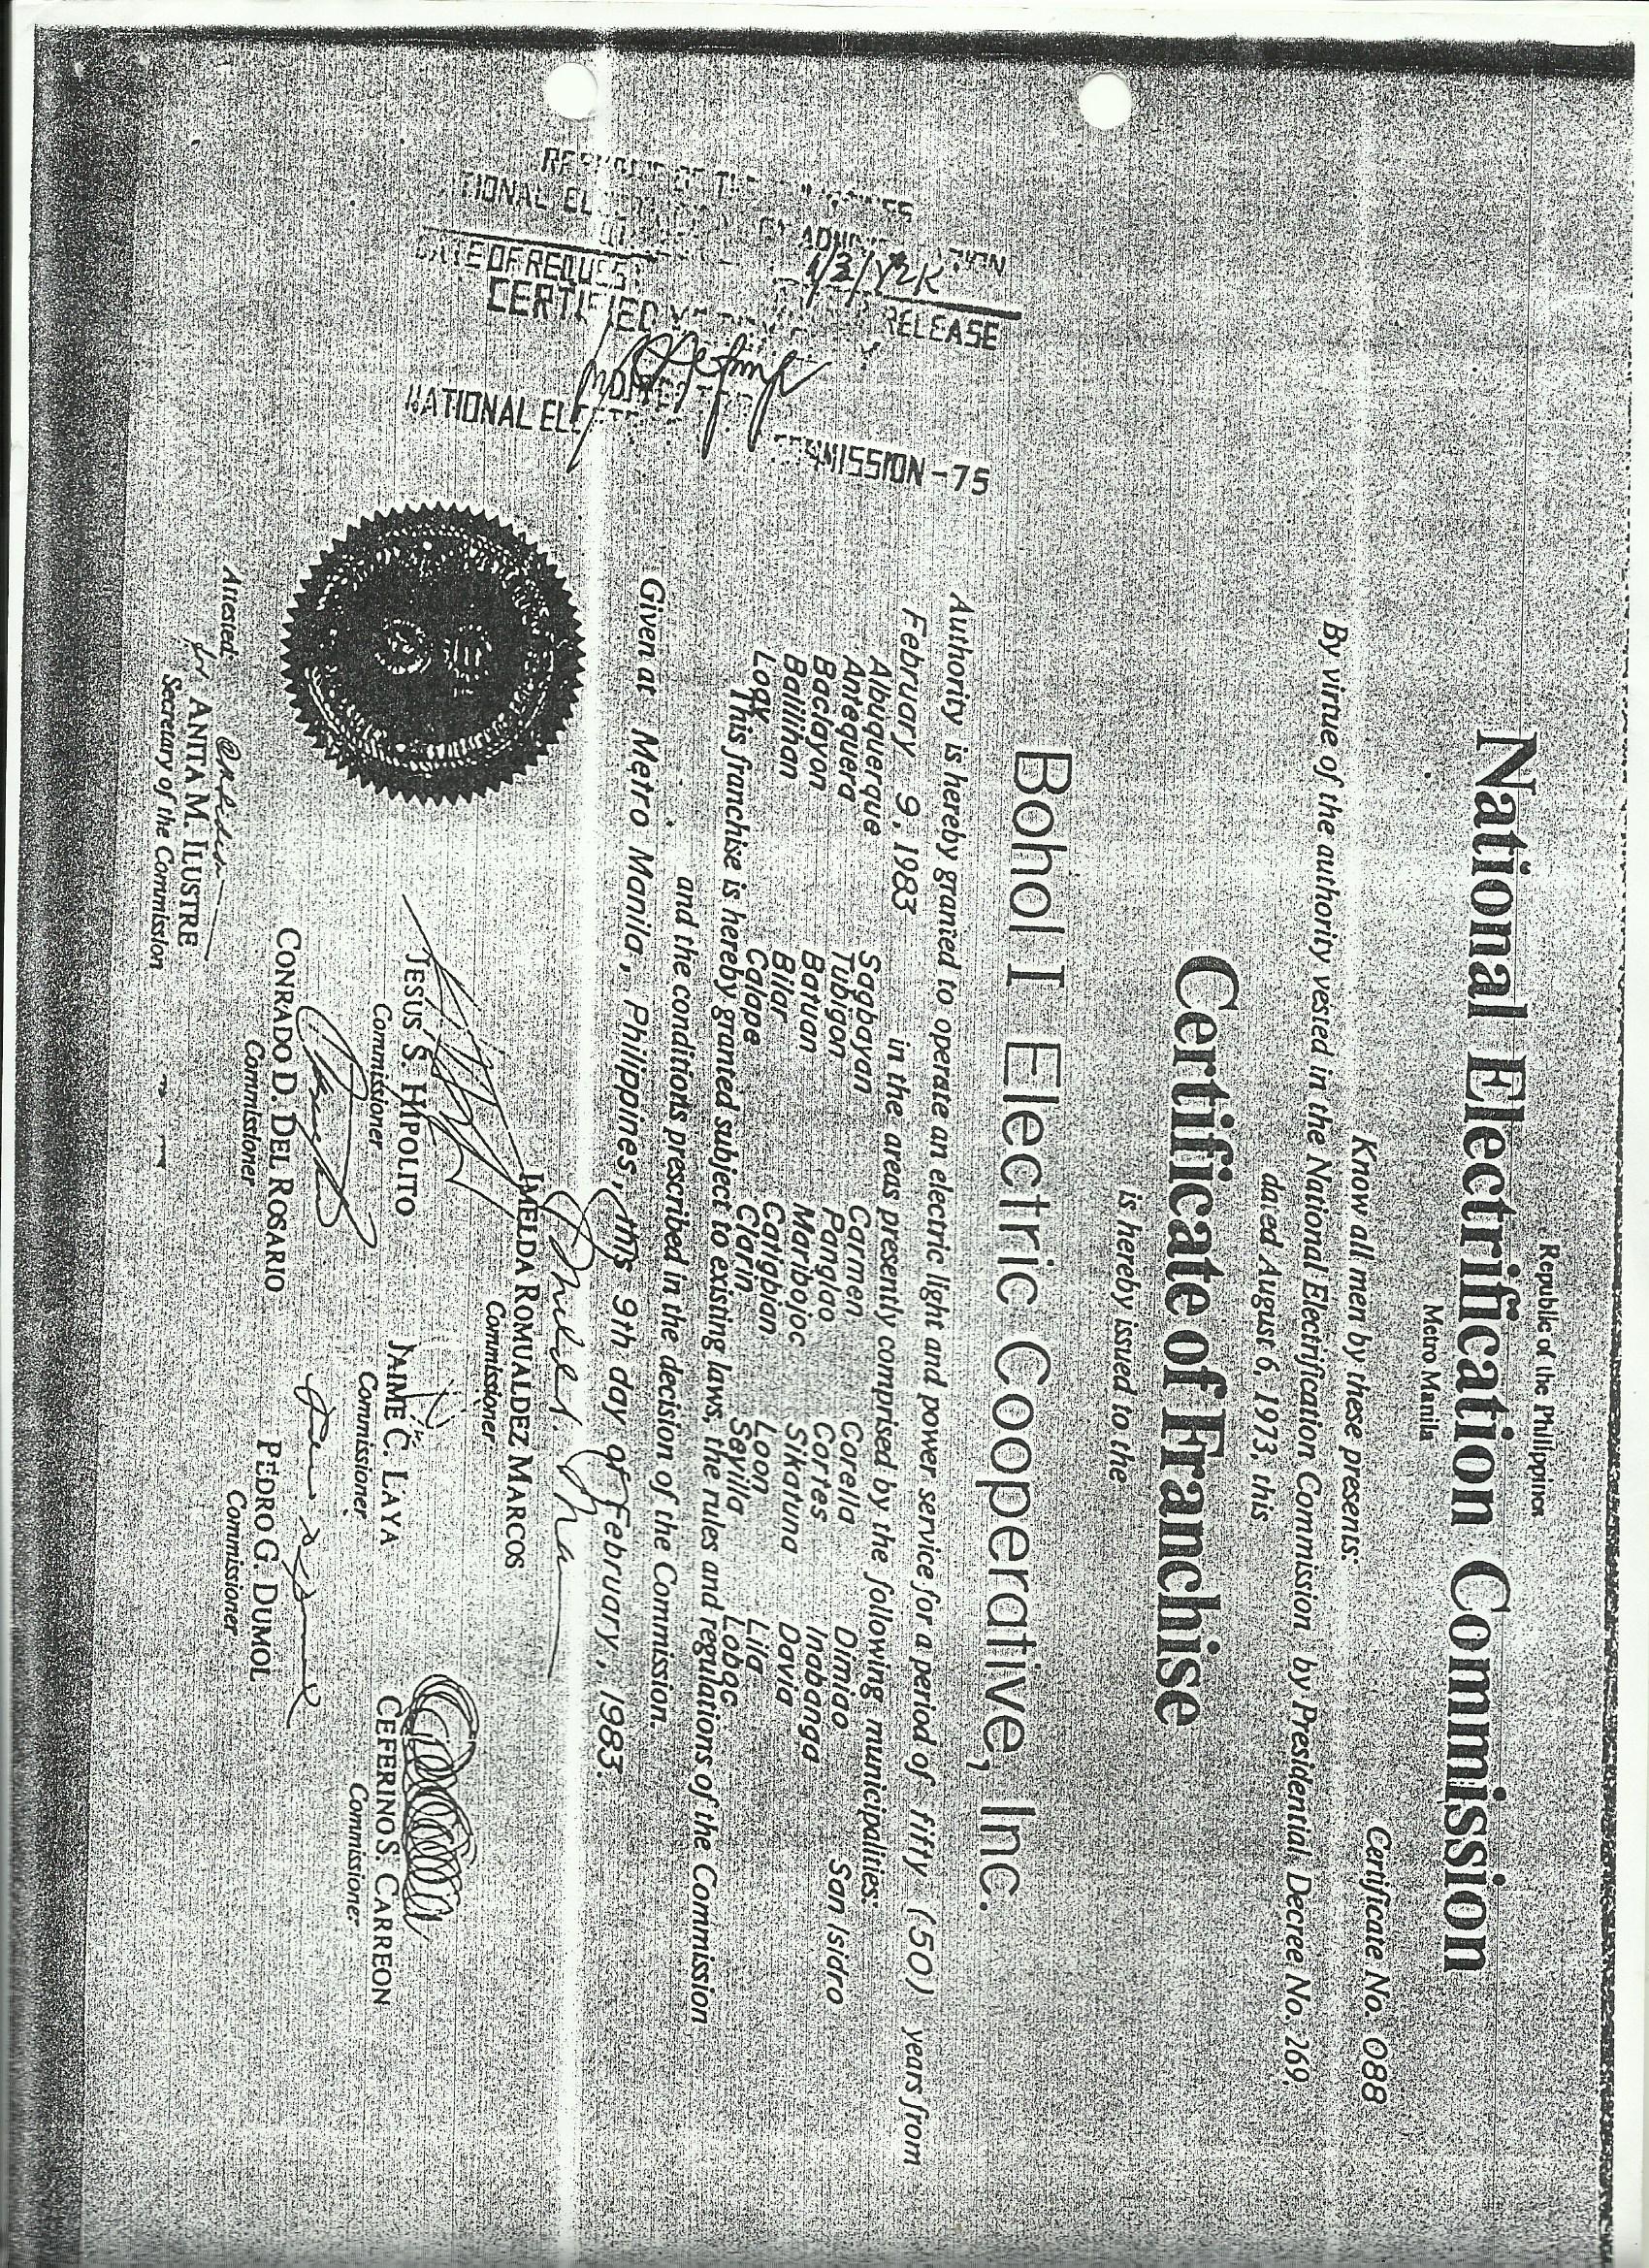 Republic of the Philippines
National Electrification Commission
Metro Manila
Certificate No. 088
Know all men by these presents:
By virtue of the authority vested in the National Electrification Commission by Presidential Decree No. 269,
dated August 6, 1973, this
Certificate of Franchise
is hereby issued to the
Bohol I Electric Cooperative, Inc.
Authority is hereby granted to operate an electric light and power service for a period of fifty (50) years from
February 9, 1983 in the areas presently comprised by the following municipalities:
Albuquerque Sagbayan Carmen Corella Dimiao San Isidro
Antequera Tubigon Panglao Cortes Inabanga
Baclayon Batuan Maribojoc Sikatuna Davia
Balilihan Bilar Catigbian Loon Lila
Loay Calape Clarin Sevilla Loboc
This franchise is hereby granted subject to existing laws, the rules and regulations of the Commission
and the conditions prescribed in the decision of the Commission.
Given at Metro Manila, Philippines, this 9th day of February, 1983.
IMELDA ROMUALDEZ MARCOS
Commissioner
JESUS S. HIPOLITO JAIME C. LAYA CEFERINO S. CARREON
Commissioner Commissioner Commissioner
CONRADO D. DEL ROSARIO PEDRO G. DUMOL
Commissioner Commissioner
Attested:
for ANITA M. ILUSTRE
Secretary of the Commission
OF THE
1/3/Y2K
DATE OF REQUEST RELEASE
CERTIFIED
NATIONAL COMMISSION - 75